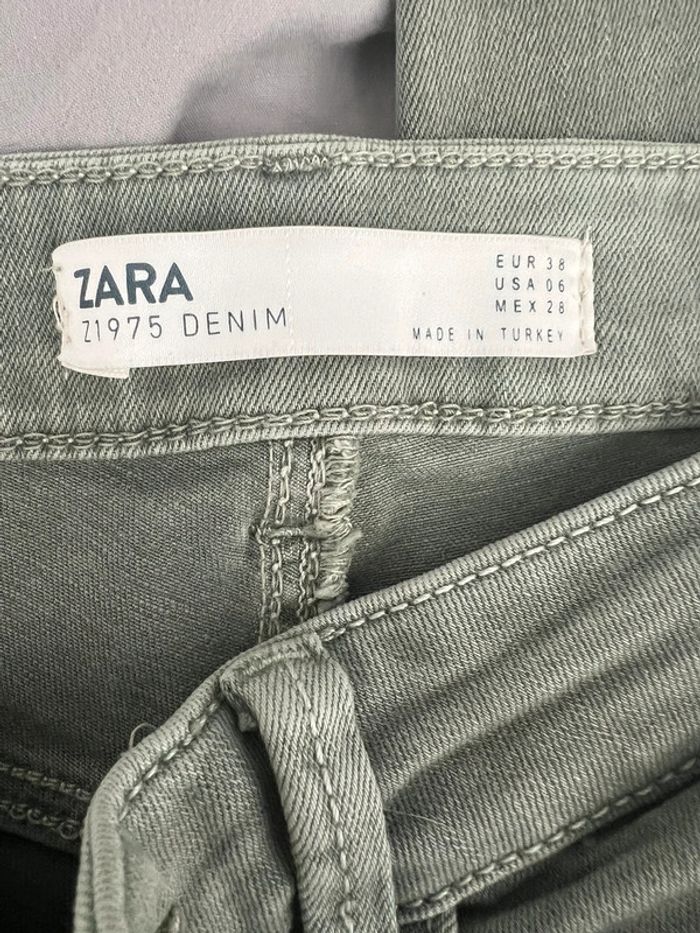 ZARA
Z1975 DENIM
EUR 38
USA 06
MEX 28
MADE IN TURKEY